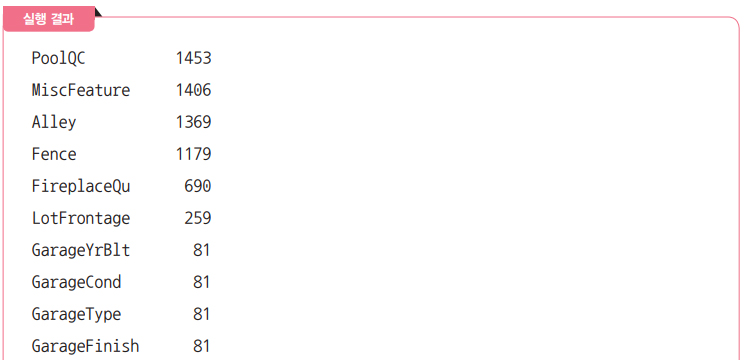 실행 결과
PoolQC 1453
MiscFeature 1406
Alley 1369
Fence 1179
FireplaceQu 690
LotFrontage 259
GarageYrBlt 81
GarageCond 81
GarageType 81
GarageFinish 81